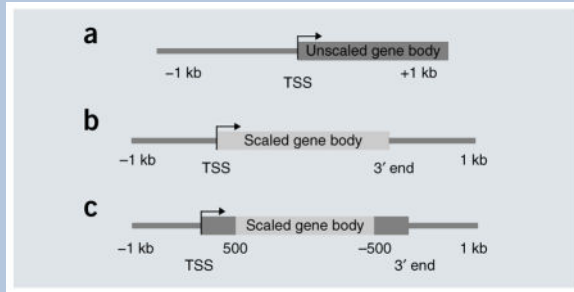 a
Unscaled gene body
−1 kb
+1 kb
TSS
b
Scaled gene body
−1 kb
TSS
3′ end
1 kb
c
Scaled gene body
−1 kb
500
−500
1 kb
TSS
3′ end